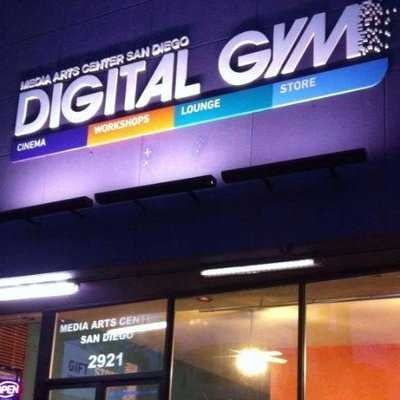 MEDIA ARTS CENTER SAN DIEGO
DIGITAL GYM
CINEMA
WORKSHOPS
LOUNGE
STORE
MEDIA ARTS CENTER
SAN DIEGO
2921
GIFT STORE
OPEN